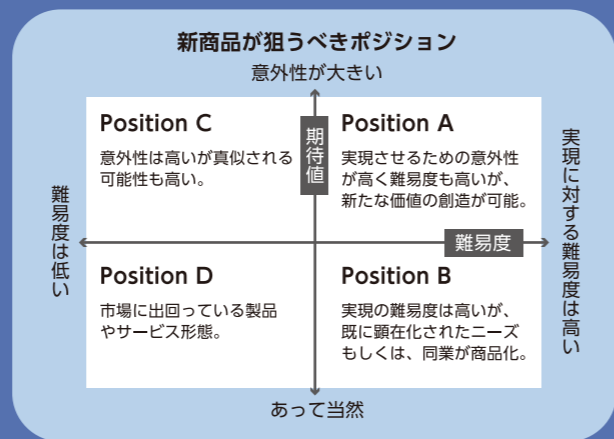 新商品が狙うべきポジション
意外性が大きい
Position C
意外性は高いが真似される
可能性も高い。
期待値
Position A
実現させるための意外性
が高く難易度も高いが、
新たな価値の創造が可能。
難易度は低い
実現に対する難易度は高い
難易度
Position D
市場に出回っている製品
やサービス形態。
Position B
実現の難易度は高いが、
既に顕在化されたニーズ
もしくは、同業が商品化。
あって当然